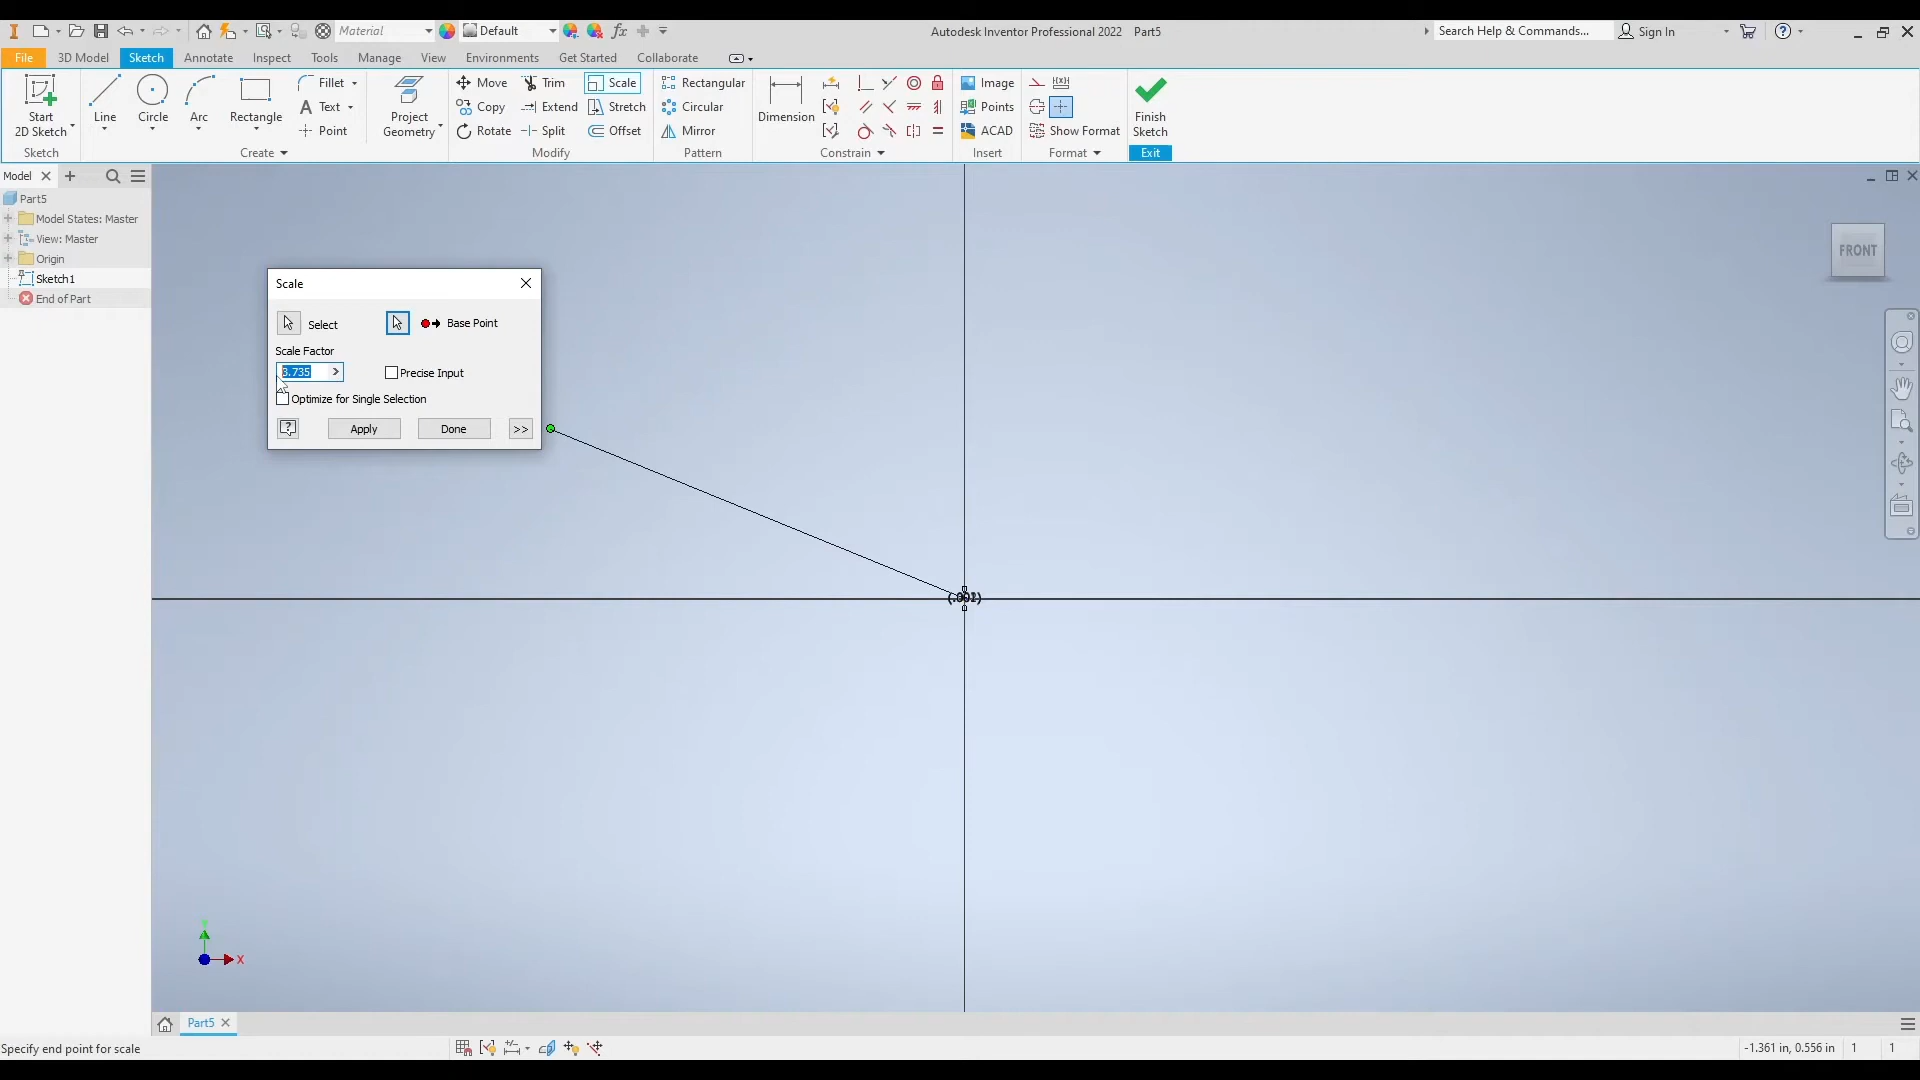 Material
Default
Autodesk Inventor Professional 2022 Part5
Search Help & Commands...
Sign In
File 3D Model Sketch Annotate Inspect Tools Manage View Environments Get Started Collaborate
Start
2D Sketch
Line
Circle
Arc
Rectangle
Fillet
Text
Point
Project
Geometry
Move
Copy
Rotate
Trim
Extend
Split
Scale
Stretch
Offset
Rectangular
Circular
Mirror
Dimension
Image
Points
ACAD
Show Format
Finish
Sketch
Sketch Create Modify Pattern Constrain Insert Format Exit
Model
Part5
Model States: Master
View: Master
Origin
Sketch1
End of Part
FRONT
Scale
Select
Base Point
Scale Factor
3.735
Precise Input
Optimize for Single Selection
Apply Done >>
X
Part5
Specify end point for scale
-1.361 in, 0.556 in 1 1